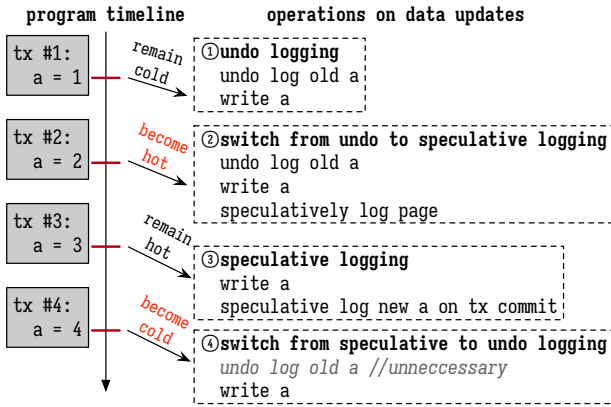 program timeline
operations on data updates
tx #1:
a = 1
remain
cold
①undo logging
undo log old a
write a
tx #2:
a = 2
become
hot
②switch from undo to speculative logging
undo log old a
write a
speculatively log page
tx #3:
a = 3
remain
hot
③speculative logging
write a
speculative log new a on tx commit
tx #4:
a = 4
become
cold
④switch from speculative to undo logging
undo log old a //unneccessary
write a